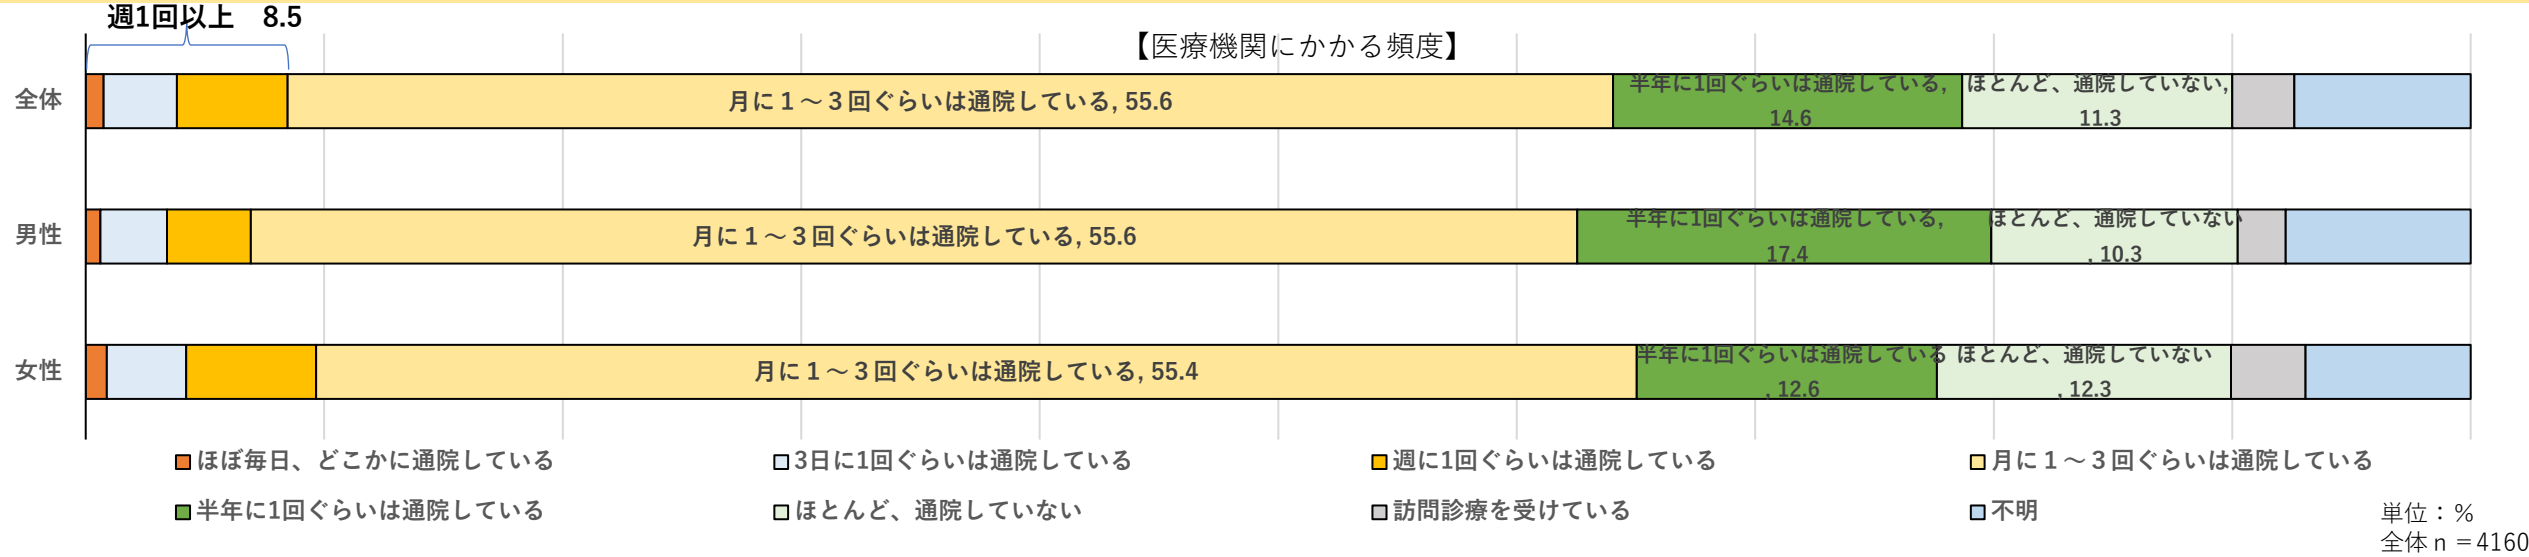 週1回以上　8.5
【医療機関にかかる頻度】
全体
月に１～３回ぐらいは通院している, 55.6
半年に1回ぐらいは通院している,
14.6
ほとんど、通院していない,
11.3
男性
月に１～３回ぐらいは通院している, 55.6
半年に1回ぐらいは通院している,
17.4
ほとんど、通院していない
, 10.3
女性
月に１～３回ぐらいは通院している, 55.4
半年に1回ぐらいは通院している
, 12.6
ほとんど、通院していない
, 12.3
ほぼ毎日、どこかに通院している
3日に1回ぐらいは通院している
週に1回ぐらいは通院している
月に１～３回ぐらいは通院している
半年に1回ぐらいは通院している
ほとんど、通院していない
訪問診療を受けている
不明
単位：％
全体ｎ＝4160